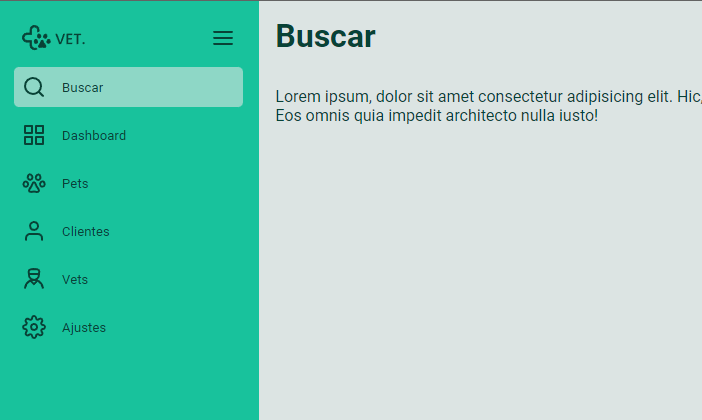 VET.
Buscar
Dashboard
Pets
Clientes
Vets
Ajustes
Buscar
Lorem ipsum, dolor sit amet consectetur adipisicing elit. Hic,
Eos omnis quia impedit architecto nulla iusto!